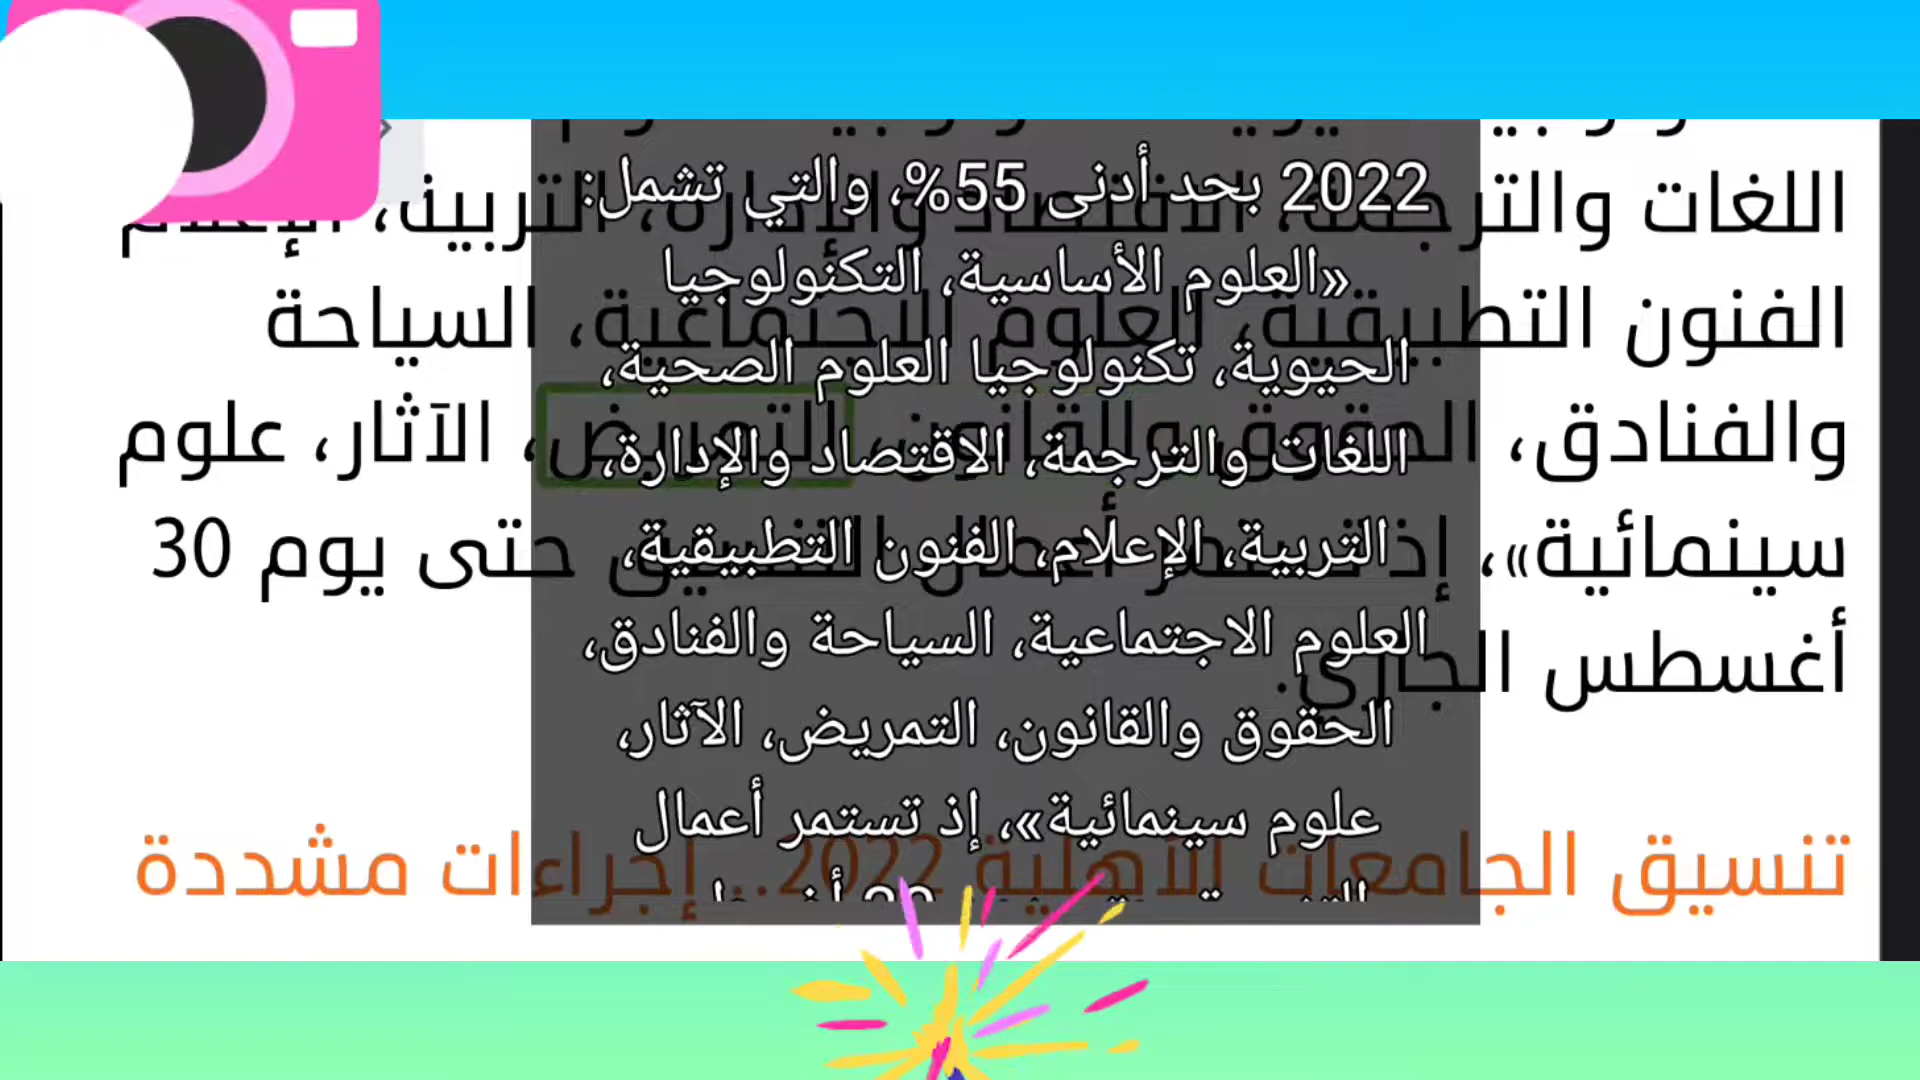 2022 بحد أدنى 55%، والتي تشمل:
«العلوم الأساسية، التكنولوجيا
الحيوية، تكنولوجيا العلوم الصحية،
اللغات والترجمة، الاقتصاد والإدارة،
التربية، الإعلام، الفنون التطبيقية،
العلوم الاجتماعية، السياحة والفنادق،
الحقوق والقانون، التمريض، الآثار،
علوم سينمائية»، إذ تستمر أعمال
اللغات والترجمة، الاقتصاد والإدارة، التربية، الإعلام
الفنون التطبيقية، العلوم الاجتماعية، السياحة
والفنادق، الحقوق والقانون، التمريض، الآثار، علوم
سينمائية»، إذ تستمر أعمال التنسيق حتى يوم 30
أغسطس الجاري.
تنسيق الجامعات الأهلية 2022.. إجراءات مشددة